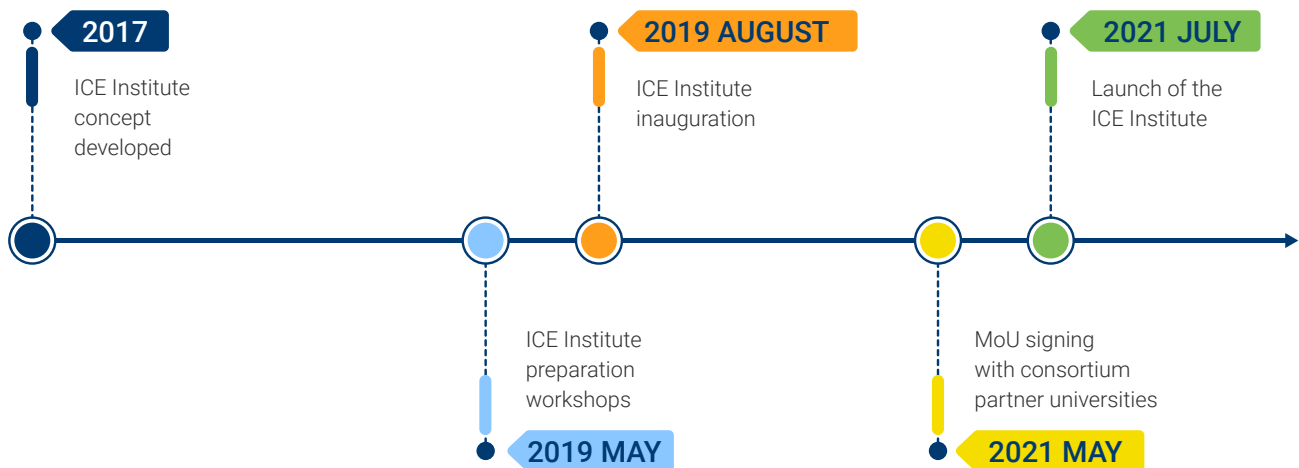 2017
ICE Institute
concept
developed
2019 AUGUST
ICE Institute
inauguration
2021 JULY
Launch of the
ICE Institute
ICE Institute
preparation
workshops
2019 MAY
MoU signing
with consortium
partner universities
2021 MAY